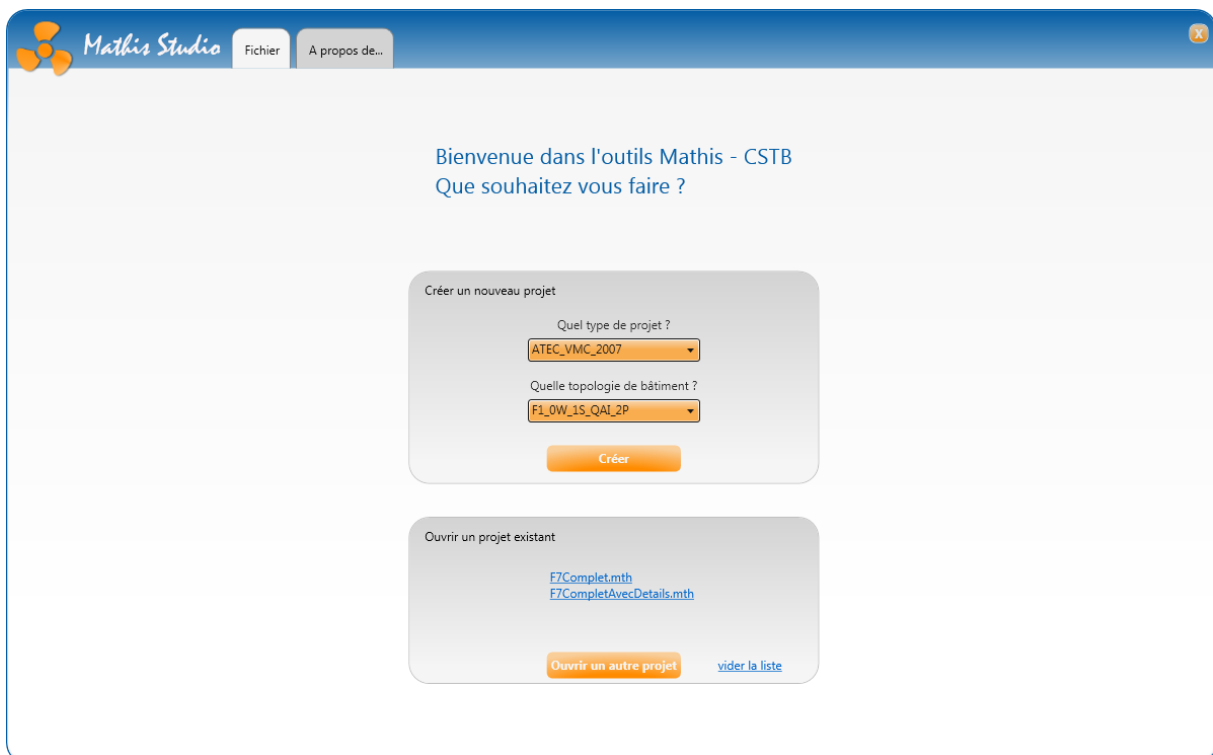 Mathis Studio
Fichier
A propos de...
X
Bienvenue dans l'outils Mathis - CSTB
Que souhaitez vous faire ?
Créer un nouveau projet
Quel type de projet ?
ATEC_VMC_2007
Quelle topologie de bâtiment ?
F1_0W_1S_QAI_2P
Créer
Ouvrir un projet existant
F7Complet.mth
F7CompletAvecDetails.mth
Ouvrir un autre projet
vider la liste